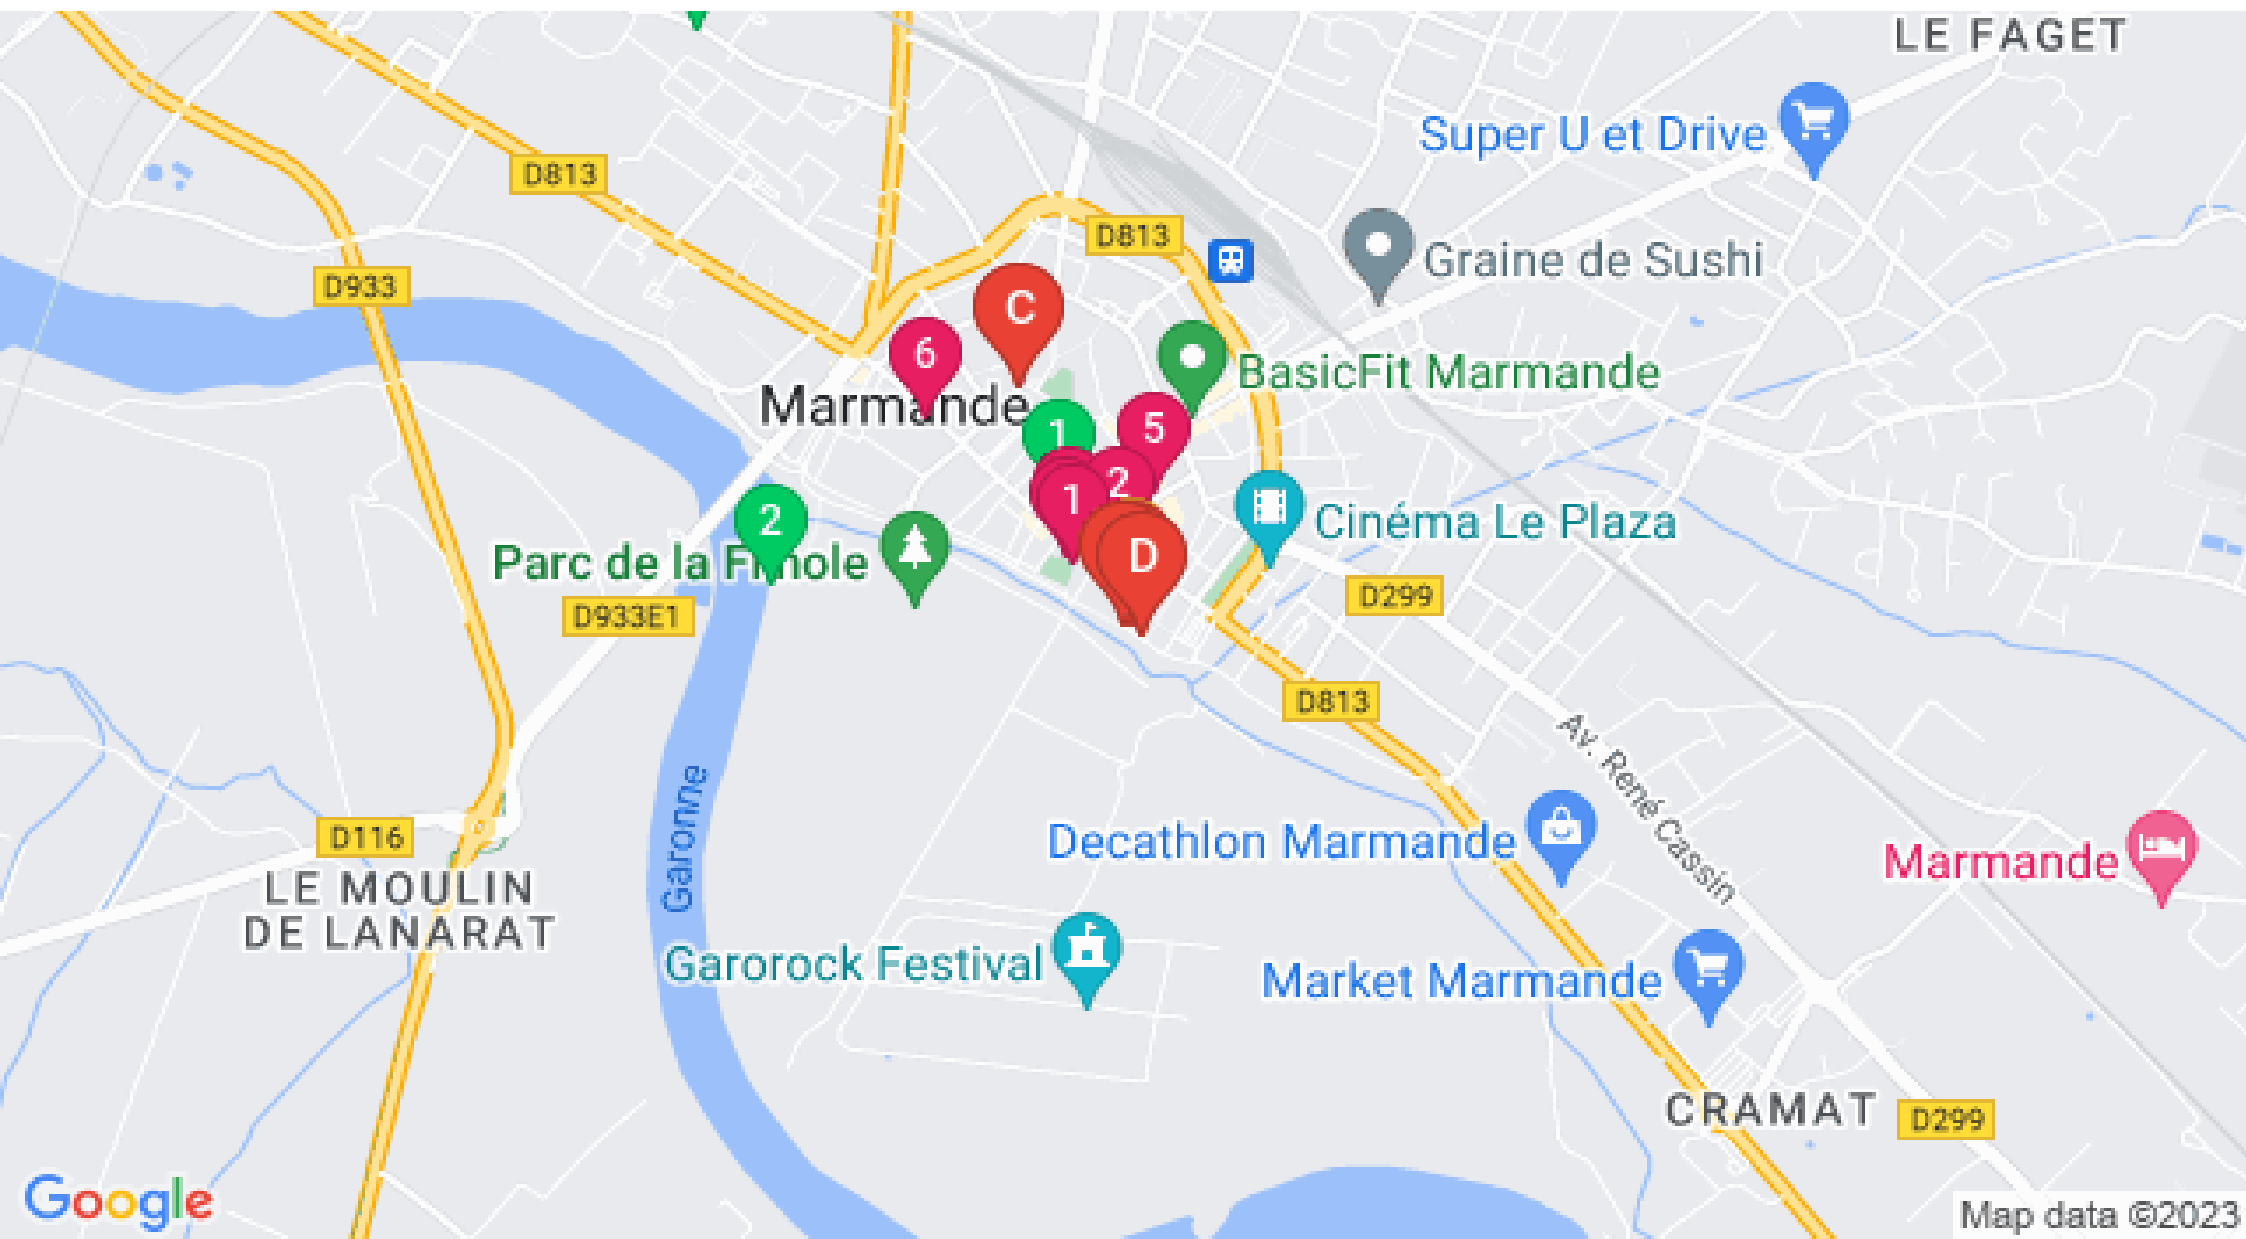 LE FAGET
Super U et Drive
D813
D813
Graine de Sushi
D933
C
6
BasicFit Marmande
Marmande
1
5
2
1
2
Cinéma Le Plaza
D
Parc de la Filhole
D299
D933E1
D813
Av. René Cassin
Garonne
D116
Decathlon Marmande
Marmande
LE MOULIN
DE LANARAT
Garorock Festival
Market Marmande
CRAMAT
D299
Google
Map data ©2023